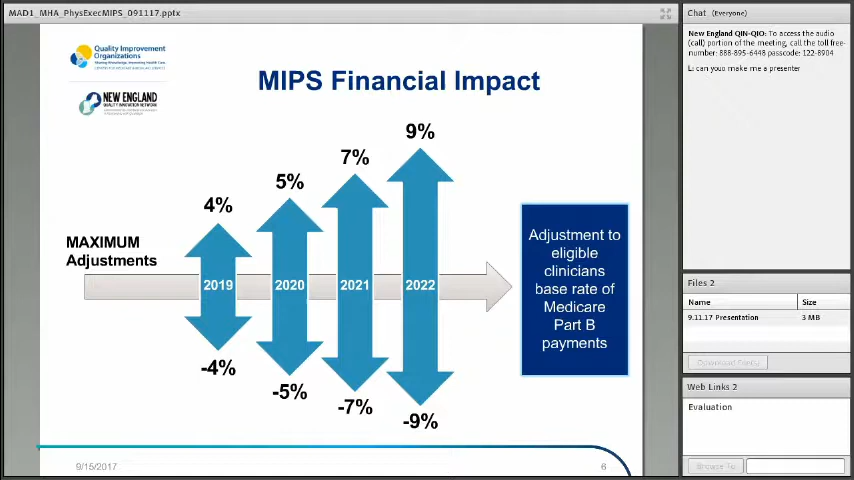 MAD1_MHA_PhysExecMIPS_091117.pptx
Quality Improvement
Organizations
NEW ENGLAND
MIPS Financial Impact
4%
5%
7%
9%
MAXIMUM
Adjustments
2019
2020
2021
2022
-4%
-5%
-7%
-9%
Adjustment to
eligible
clinicians
base rate of
Medicare
Part B
payments
9/15/2017
6
Chat (Everyone)
New England QIN-QIO: To access the audio
(call) portion of the meeting, call the toll free-
number: 888-895-6448 passcode: 122-8904
L: can youo make me a presenter
Files 2
Name
Size
9.11.17 Presentation
3 MB
Web Links 2
Evaluation
Browse To